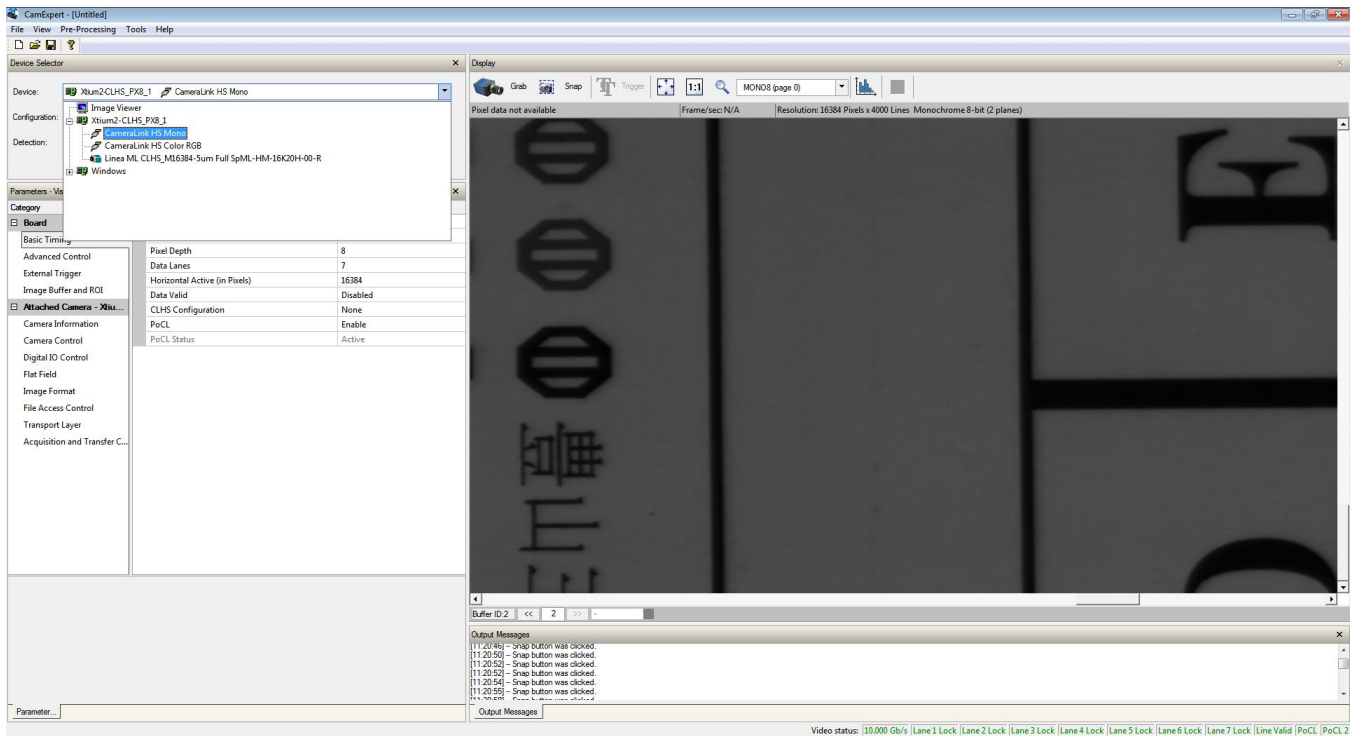 CamExpert - [Untitled]
File View Pre-Processing Tools Help
Device Selector
Device: Xtium2-CLHS_PX8_1 CameraLink HS Mono
Configuration:
Detection:
Image Viewer
Xtium2-CLHS_PX8_1
CameraLink HS Mono
CameraLink HS Color RGB
Linea ML CLHS_M16384-5um Full SpML-HM-16K20H-00-R
Windows
Parameters - Vis
Category
Board
Basic Timing
Advanced Control
External Trigger
Image Buffer and ROI
Attached Camera - Xtiu...
Camera Information
Camera Control
Digital IO Control
Flat Field
Image Format
File Access Control
Transport Layer
Acquisition and Transfer C...
Pixel Depth 8
Data Lanes 7
Horizontal Active (in Pixels) 16384
Data Valid Disabled
CLHS Configuration None
PoCL Enable
PoCL Status Active
Parameter...
Display
Grab Snap Trigger 1:1 MONO8 (page 0)
Pixel data not available Frame/sec: N/A Resolution: 16384 Pixels x 4000 Lines Monochrome 8-bit (2 planes)
E
Buffer ID:2 << 2 >> -
Output Messages
[11:20:46] -- Snap button was clicked.
[11:20:50] -- Snap button was clicked.
[11:20:52] -- Snap button was clicked.
[11:20:52] -- Snap button was clicked.
[11:20:54] -- Snap button was clicked.
[11:20:55] -- Snap button was clicked.
Output Messages
Video status: 10.000 Gb/s Lane 1 Lock Lane 2 Lock Lane 3 Lock Lane 4 Lock Lane 5 Lock Lane 6 Lock Lane 7 Lock Line Valid PoCL PoCL 2